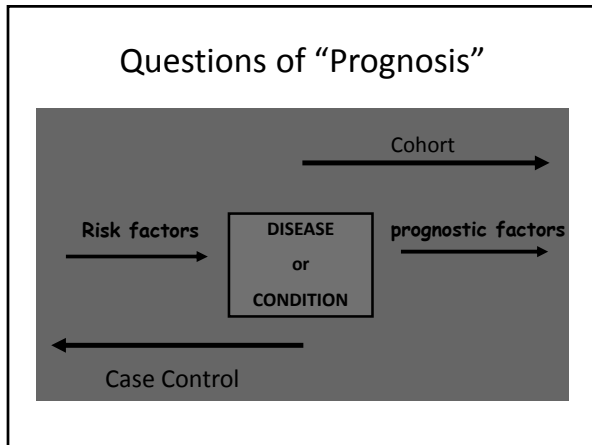 Questions of “Prognosis”
Cohort
Risk factors
DISEASE
or
CONDITION
prognostic factors
Case Control